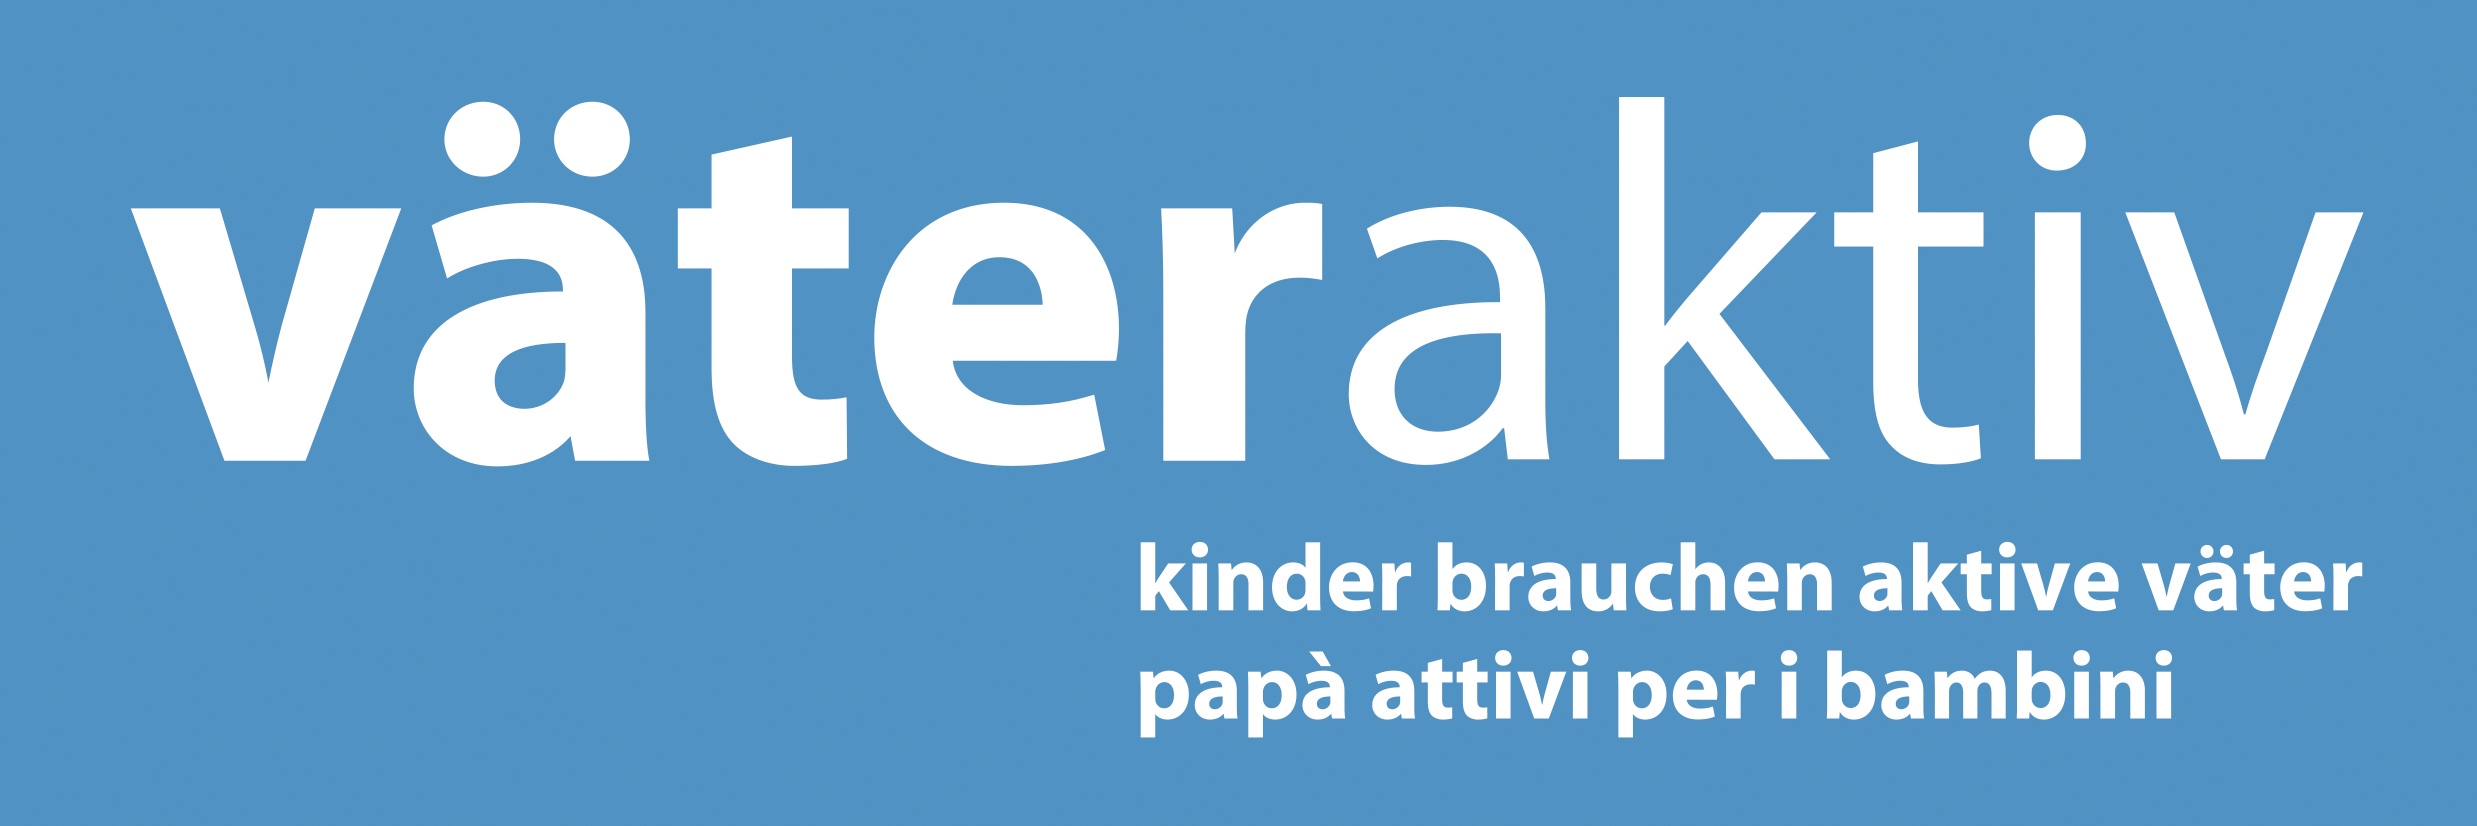 väteraktiv
kinder brauchen aktive väter
papà attivi per i bambini